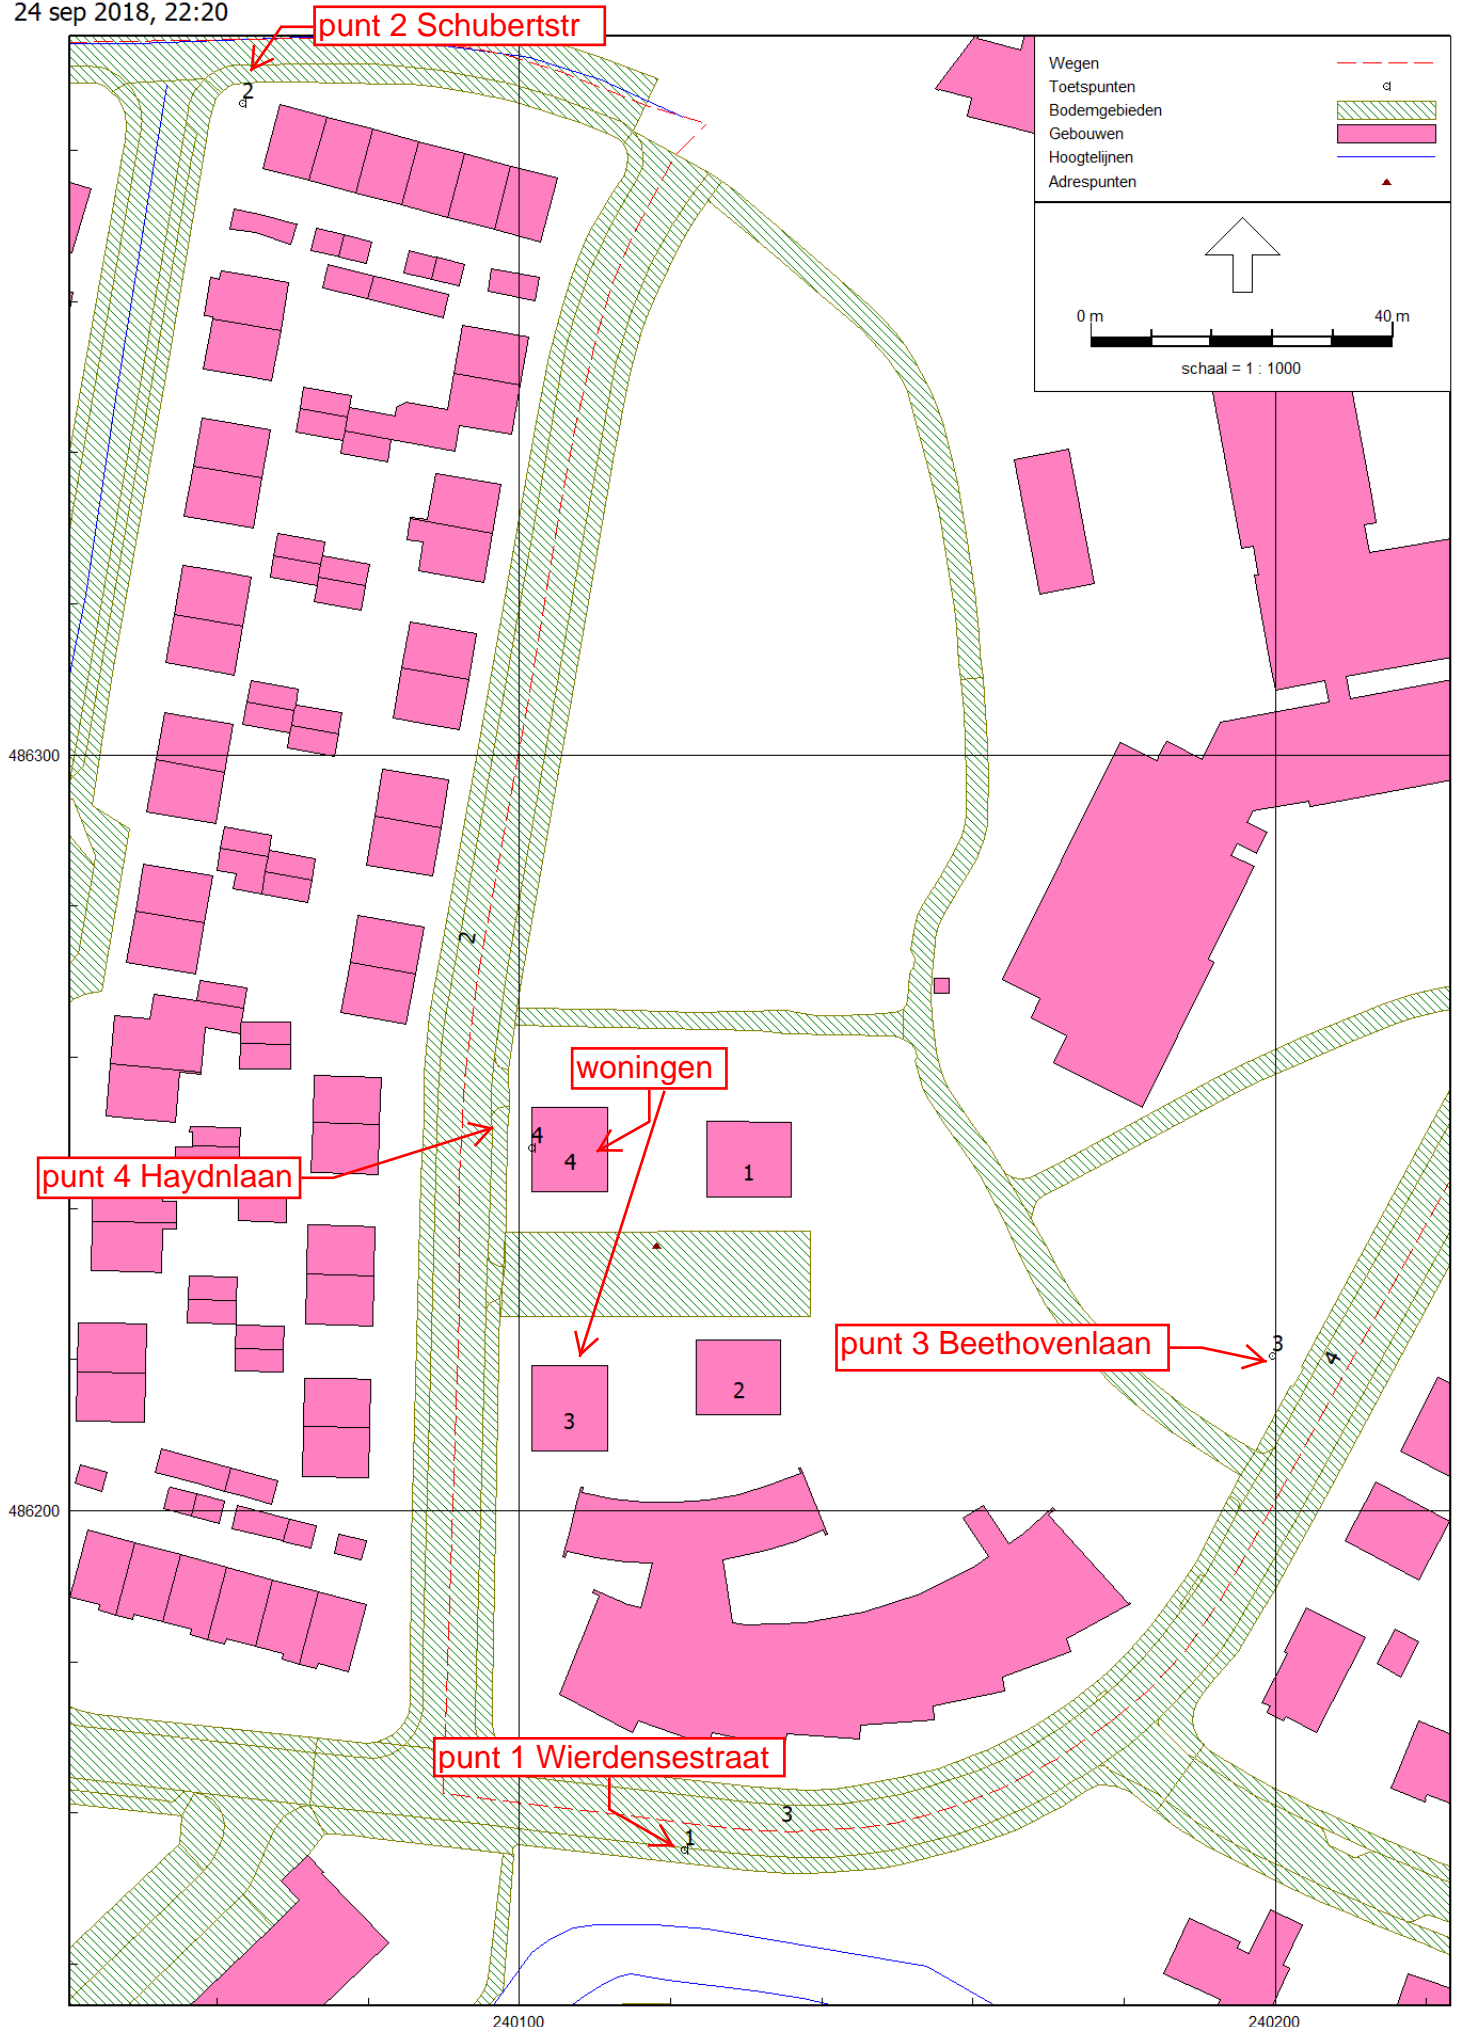 24 sep 2018, 22:20
punt 2 Schubertstr
2
Wegen
Toetspunten
Bodemgebieden
Gebouwen
Hoogtelijnen
Adrespunten
0 m
40 m
schaal = 1 : 1000
486300
2
woningen
4
4
1
punt 4 Haydnlaan
punt 3 Beethovenlaan
3
4
2
3
486200
punt 1 Wierdensestraat
3
1
240100
240200